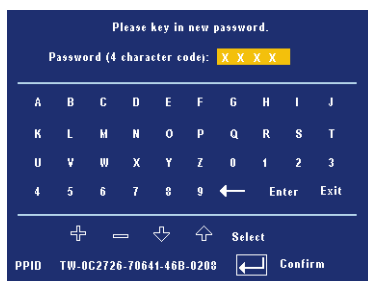 Please key in new password.
Password (4 character code): X X X X
A B C D E F G H I J
K L M N O P Q R S T
U V W X Y Z 0 1 2 3
4 5 6 7 8 9 ← Enter Exit
Select
PPID TW-0C2726-70641-46B-0208 Confirm